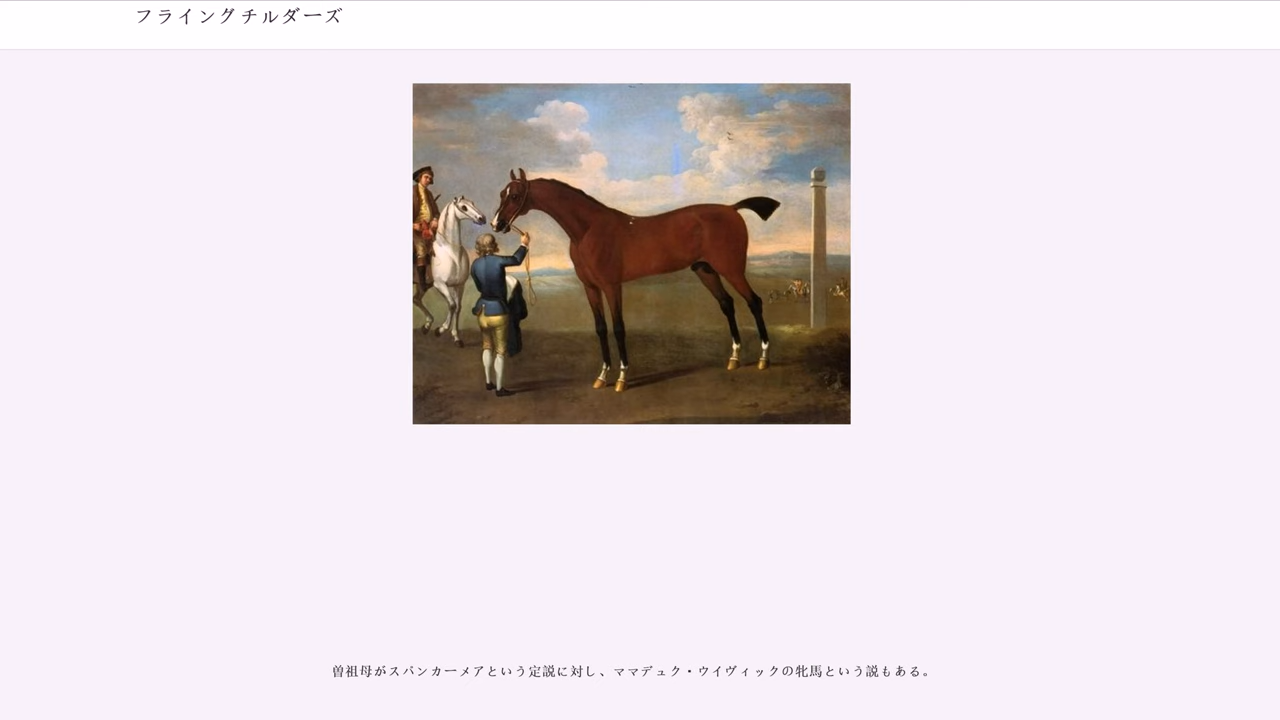 フライングチルダーズ
曽祖母がスバンカーメアという定説に対し、ママデュク・ウイヴィックの牝馬という説もある。